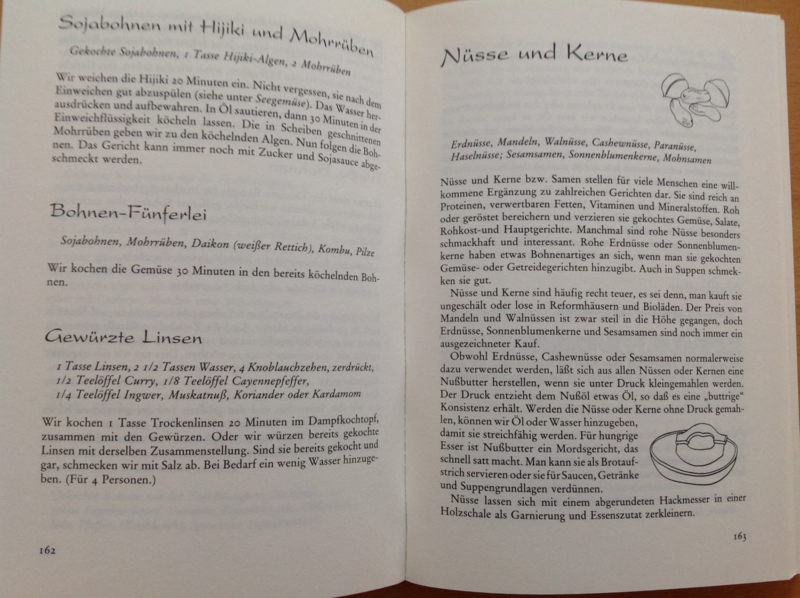 Sojabohnen mit Hijiki und Mohrrüben
Gekochte Sojabohnen, 1 Tasse Hijiki-Algen, 2 Mohrrüben
Wir weichen die Hijiki 20 Minuten ein. Nicht vergessen, sie nach dem
Einweichen gut abzuspülen (siehe unter Seegemüse). Das Wasser her-
ausdrücken und aufbewahren. In Öl sautieren, dann 30 Minuten in der
Einweichflüssigkeit köcheln lassen. Die in Scheiben geschnittenen
Mohrrüben geben wir zu den köchelnden Algen. Nun folgen die Boh-
nen. Das Gericht kann immer noch mit Zucker und Sojasauce abge-
schmeckt werden.
Bohnen-Fünferlei
Sojabohnen, Mohrrüben, Daikon (weißer Rettich), Kombu, Pilze
Wir kochen die Gemüse 30 Minuten in den bereits köchelnden Boh-
nen.
Gewürzte Linsen
1 Tasse Linsen, 2 1/2 Tassen Wasser, 4 Knoblauchzehen, zerdrückt,
1/2 Teelöffel Curry, 1/8 Teelöffel Cayennepfeffer,
1/4 Teelöffel Ingwer, Muskatnuß, Koriander oder Kardamom
Wir kochen 1 Tasse Trockenlinsen 20 Minuten im Dampfkochtopf,
zusammen mit den Gewürzen. Oder wir würzen bereits gekochte
Linsen mit derselben Zusammenstellung. Sind sie bereits gekocht und
gar, schmecken wir mit Salz ab. Bei Bedarf ein wenig Wasser hinzuge-
ben. (Für 4 Personen.)
162
Nüsse und Kerne
Erdnüsse, Mandeln, Walnüsse, Cashewnüsse, Paranüsse,
Haselnüsse; Sesamsamen, Sonnenblumenkerne, Mohnsamen
Nüsse und Kerne bzw. Samen stellen für viele Menschen eine will-
kommene Ergänzung zu zahlreichen Gerichten dar. Sie sind reich an
Proteinen, verwertbaren Fetten, Vitaminen und Mineralstoffen. Roh
oder geröstet bereichern und verzieren sie gekochtes Gemüse, Salate,
Rohkost-und Hauptgerichte. Manchmal sind rohe Nüsse besonders
schmackhaft und interessant. Rohe Erdnüsse oder Sonnenblumen-
kerne haben etwas Bohnenartiges an sich, wenn man sie gekochten
Gemüse- oder Getreidegerichten hinzugibt. Auch in Suppen schmek-
ken sie gut.
Nüsse und Kerne sind häufig recht teuer, es sei denn, man kauft sie
ungeschält oder lose in Reformhäusern und Bioläden. Der Preis von
Mandeln und Walnüssen ist zwar steil in die Höhe gegangen, doch
Erdnüsse, Sonnenblumenkerne und Sesamsamen sind noch immer ein
ausgezeichneter Kauf.
Obwohl Erdnüsse, Cashewnüsse oder Sesamsamen normalerweise
dazu verwendet werden, läßt sich aus allen Nüssen oder Kernen eine
Nußbutter herstellen, wenn sie unter Druck kleingemahlen werden.
Der Druck entzieht dem Nußöl etwas Öl, so daß es eine „buttrige"
Konsistenz erhält. Werden die Nüsse oder Kerne ohne Druck gemah-
len, können wir Öl oder Wasser hinzugeben,
damit sie streichfähig werden. Für hungrige
Esser ist Nußbutter ein Mordsgericht, das
schnell satt macht. Man kann sie als Brotauf-
strich servieren oder sie für Saucen, Getränke
und Suppengrundlagen verdünnen.
Nüsse lassen sich mit einem abgerundeten Hackmesser in einer
Holzschale als Garnierung und Essenszutat zerkleinern.
163